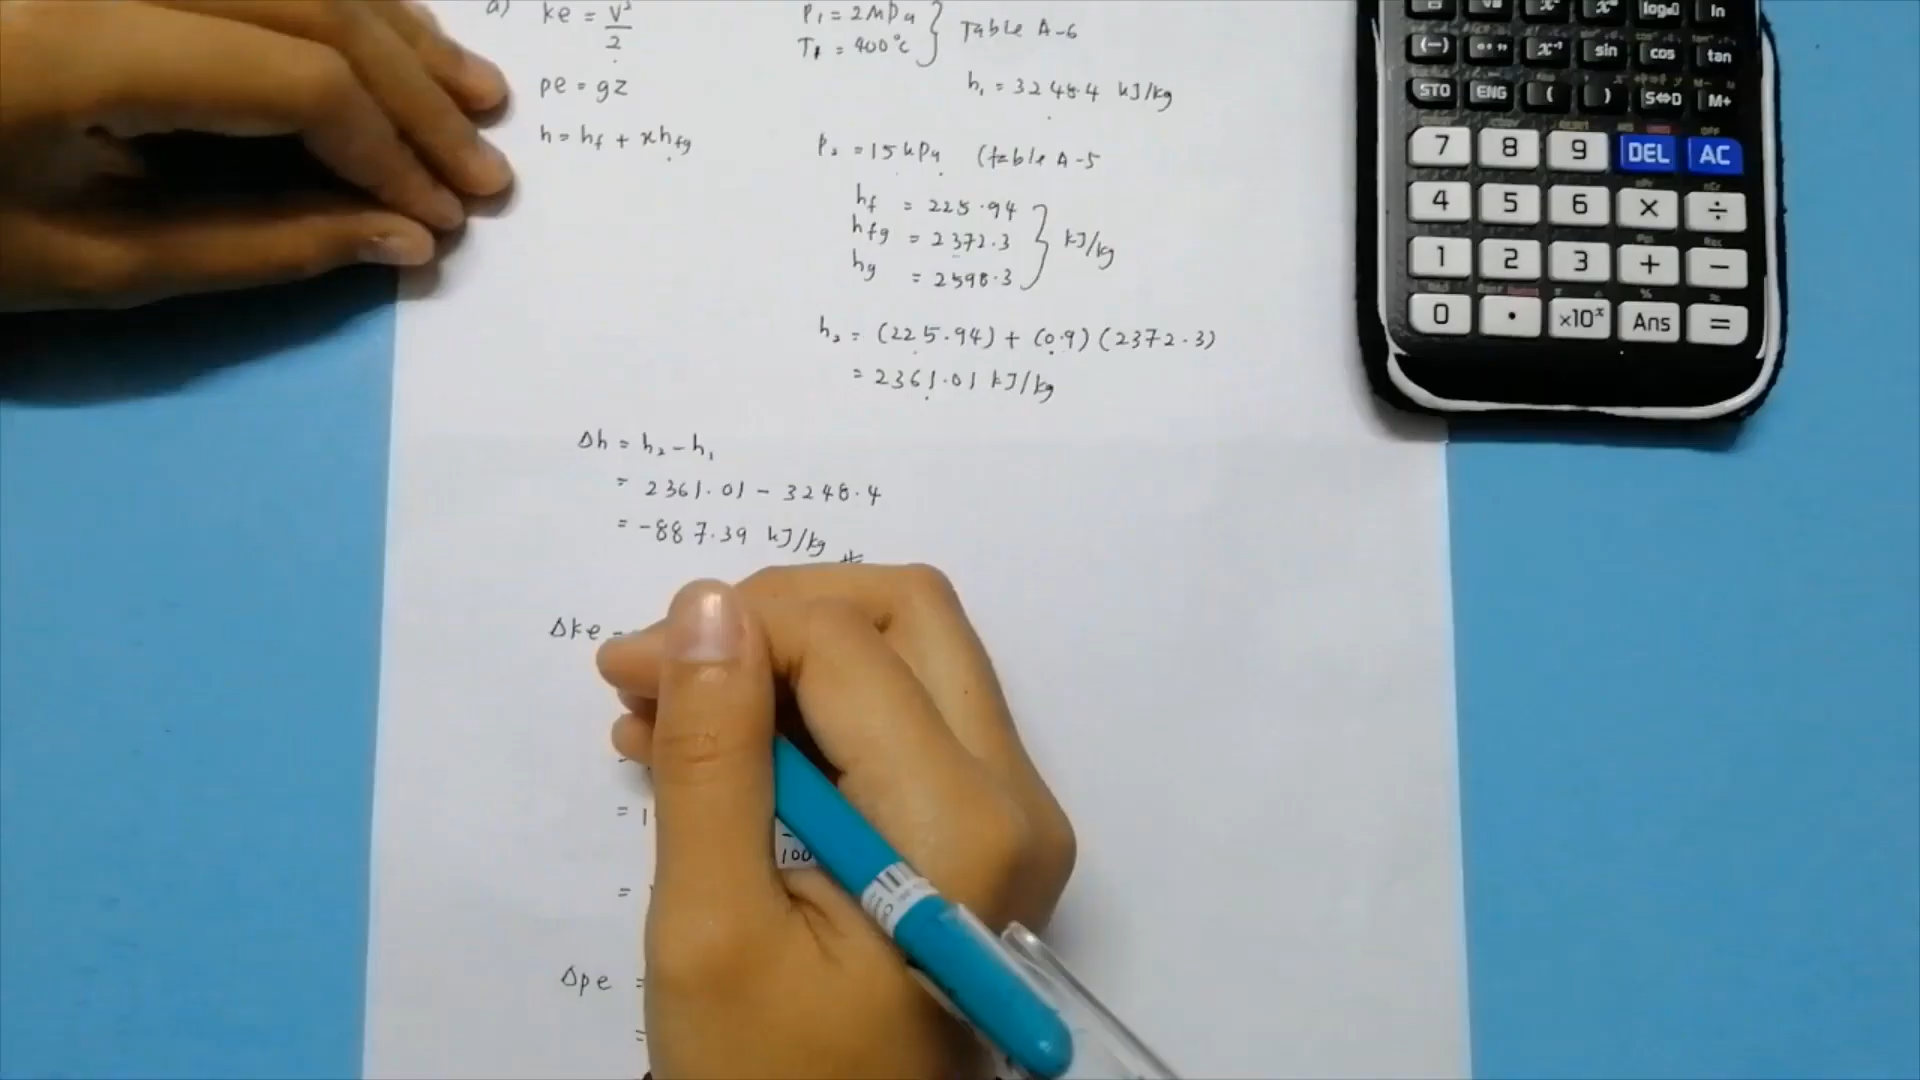 a) ke = V²/2
pe = gz
h = hf + xhfg
P₁ = 2MPa
T₁ = 400°C
Table A-6
h₁ = 3248.4 kJ/kg
P₂ = 15kPa (table A-5
hf = 225.94
hfg = 2372.3
hg = 2598.3
kJ/kg
h₂ = (225.94) + (0.9)(2372.3)
= 2361.01 kJ/kg
Δh = h₂ - h₁
= 2361.01 - 3248.4
= -887.39 kJ/kg #
Δke =
= 1
100
=
Δpe =
=
log■□ ln
(-) °'" x⁻¹ sin cos tan
STO ENG ( ) S⇔D M+
7 8 9 DEL AC
4 5 6 × ÷
1 2 3 + −
0 . ×10ˣ Ans =